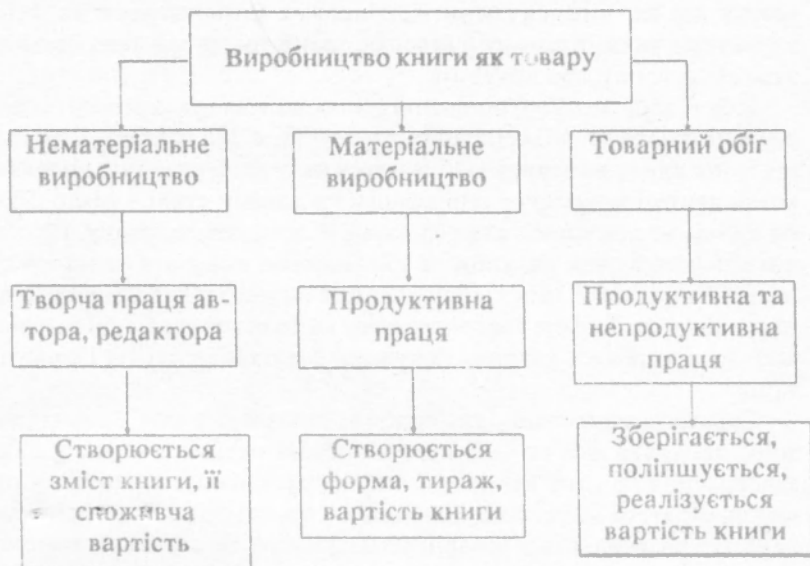 Виробництво книги як товару
Нематеріальне
виробництво
Матеріальне
виробництво
Товарний обіг
Творча праця ав-
тора, редактора
Продуктивна
праця
Продуктивна та
непродуктивна
праця
Створюється
зміст книги, її
споживча
вартість
Створюється
форма, тираж,
вартість книги
Зберігається,
поліпшується,
реалізується
вартість книги